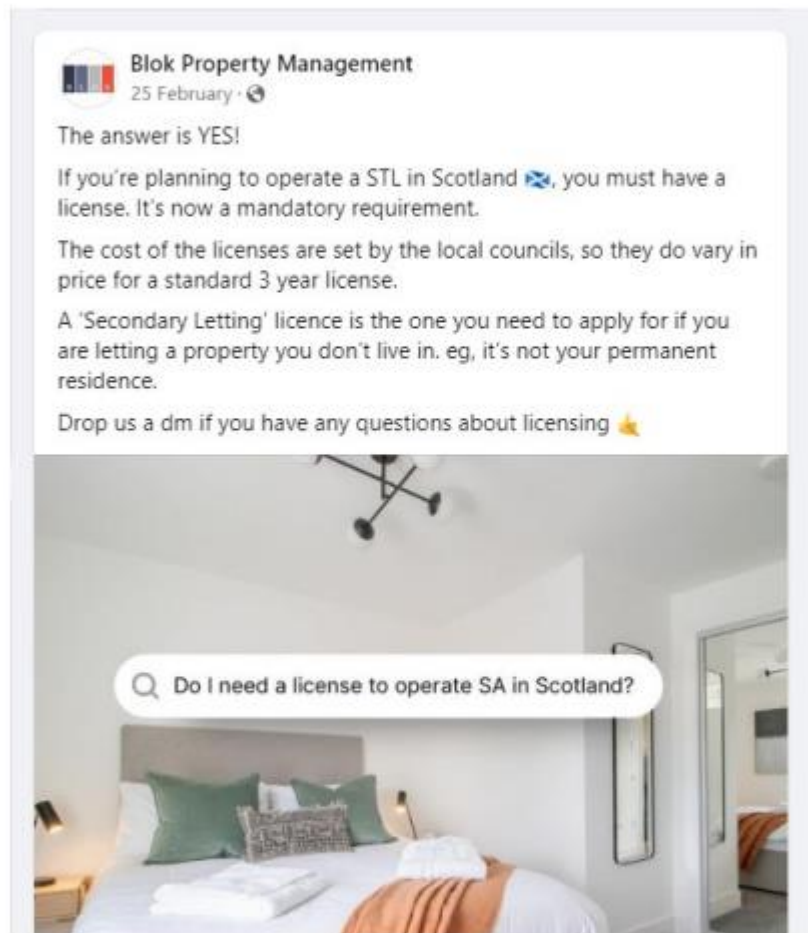 Blok Property Management
25 February ·
The answer is YES!
If you're planning to operate a STL in Scotland 🏴󠁧󠁢󠁳󠁣󠁴󠁿, you must have a
license. It's now a mandatory requirement.
The cost of the licenses are set by the local councils, so they do vary in
price for a standard 3 year license.
A 'Secondary Letting' licence is the one you need to apply for if you
are letting a property you don't live in. eg, it's not your permanent
residence.
Drop us a dm if you have any questions about licensing 🤙
Do I need a license to operate SA in Scotland?